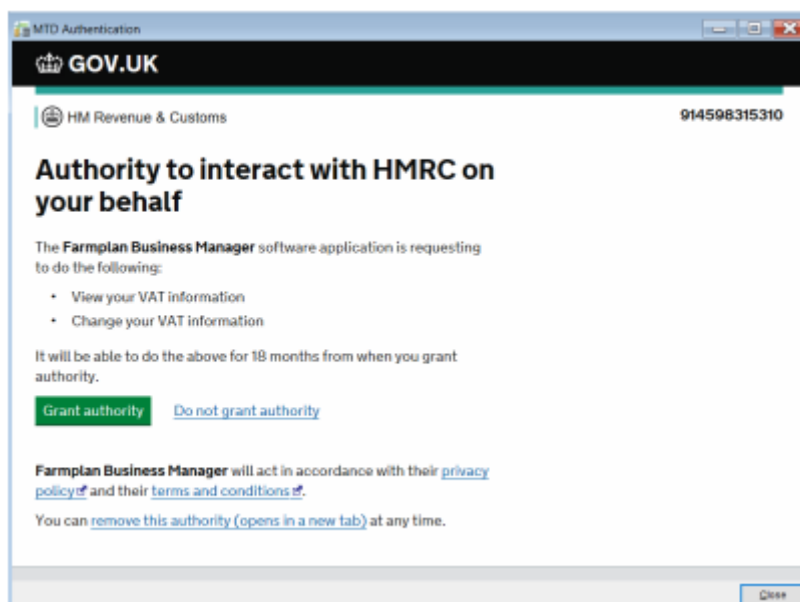 MTD Authentication
GOV.UK
HM Revenue & Customs
914598315310
Authority to interact with HMRC on
your behalf
The Farmplan Business Manager software application is requesting
to do the following:
• View your VAT information
• Change your VAT information
It will be able to do the above for 18 months from when you grant
authority.
Grant authority Do not grant authority
Farmplan Business Manager will act in accordance with their privacy
policy and their terms and conditions.
You can remove this authority (opens in a new tab) at any time.
Close